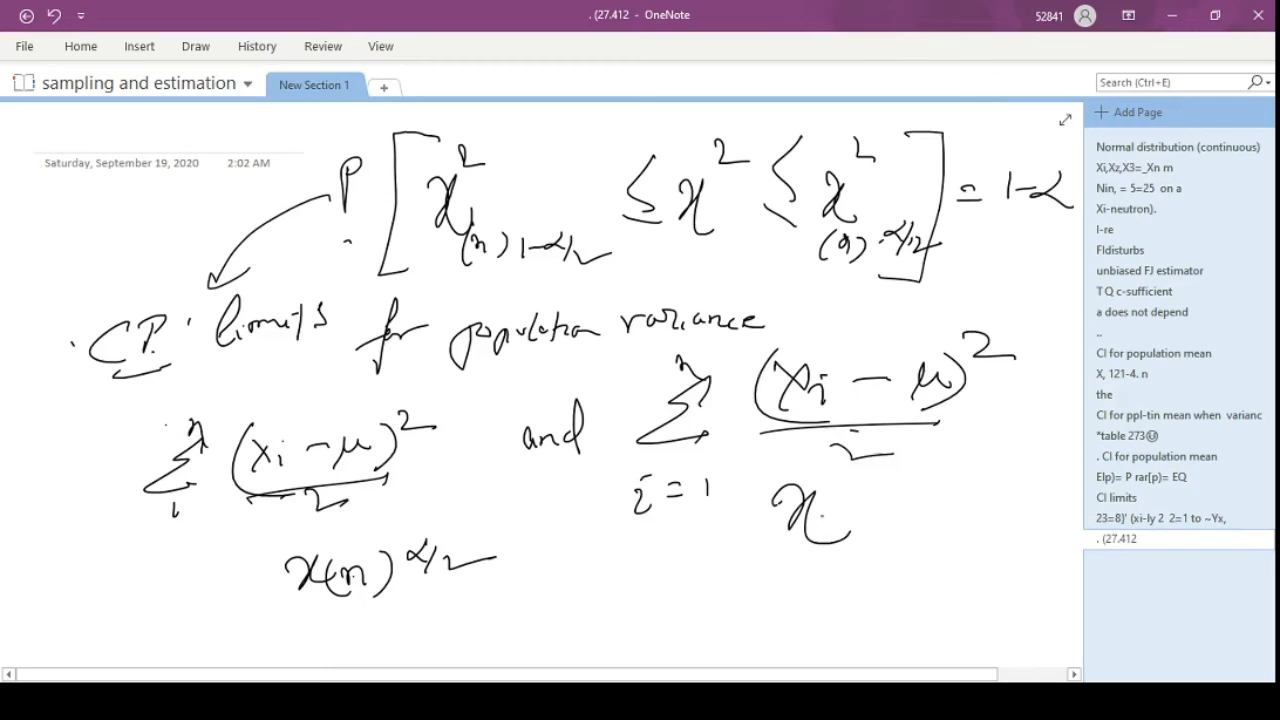 . (27.412 - OneNote
52841
File Home Insert Draw History Review View
sampling and estimation
New Section 1
Search (Ctrl+E)
Add Page
Saturday, September 19, 2020 2:02 AM
P [ χ²(n) 1-α/2 ≤ χ² ≤ χ²(n) α/2 ] = 1-α
limits for population variance
n Σ 1 (xi - μ)² 2 χ(n) α/2 and n Σ i = 1 (xi - μ)² 2 χ
Normal distribution (continuous)
Xi,Xz,X3=_Xn m
Nin, = 5=25 on a
Xi-neutron).
I-re
FIdisturbs
unbiased FJ estimator
T Q c-sufficient
a does not depend
..
CI for population mean
X, 121-4. n
the
CI for ppl-tin mean when varianc
*table 273
. CI for population mean
EIp)= P rar[p)= EQ
CI limits
23=8}' (xi-ly 2 2=1 to ~Yx,
. (27.412